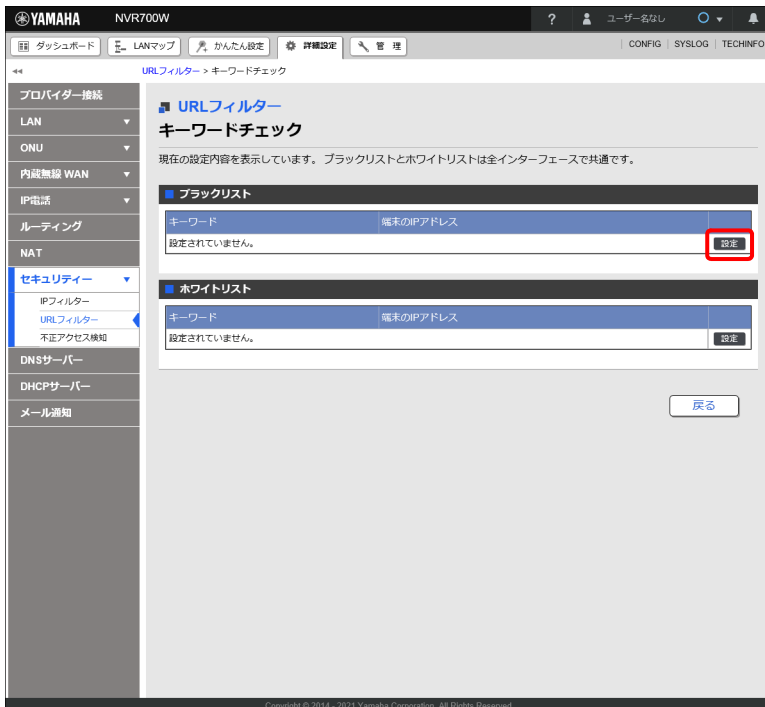 YAMAHA NVR700W ? ユーザー名なし
ダッシュボード LANマップ かんたん設定 詳細設定 管 理 CONFIG SYSLOG TECHINFO
URLフィルター > キーワードチェック
プロバイダー接続
LAN
ONU
内蔵無線 WAN
IP電話
ルーティング
NAT
セキュリティー
IPフィルター
URLフィルター
不正アクセス検知
DNSサーバー
DHCPサーバー
メール通知
URLフィルター
キーワードチェック
現在の設定内容を表示しています。 ブラックリストとホワイトリストは全インターフェースで共通です。
ブラックリスト
キーワード 端末のIPアドレス
設定されていません。 設定
ホワイトリスト
キーワード 端末のIPアドレス
設定されていません。 設定
戻る
Copyright © 2014 - 2021 Yamaha Corporation. All Rights Reserved.